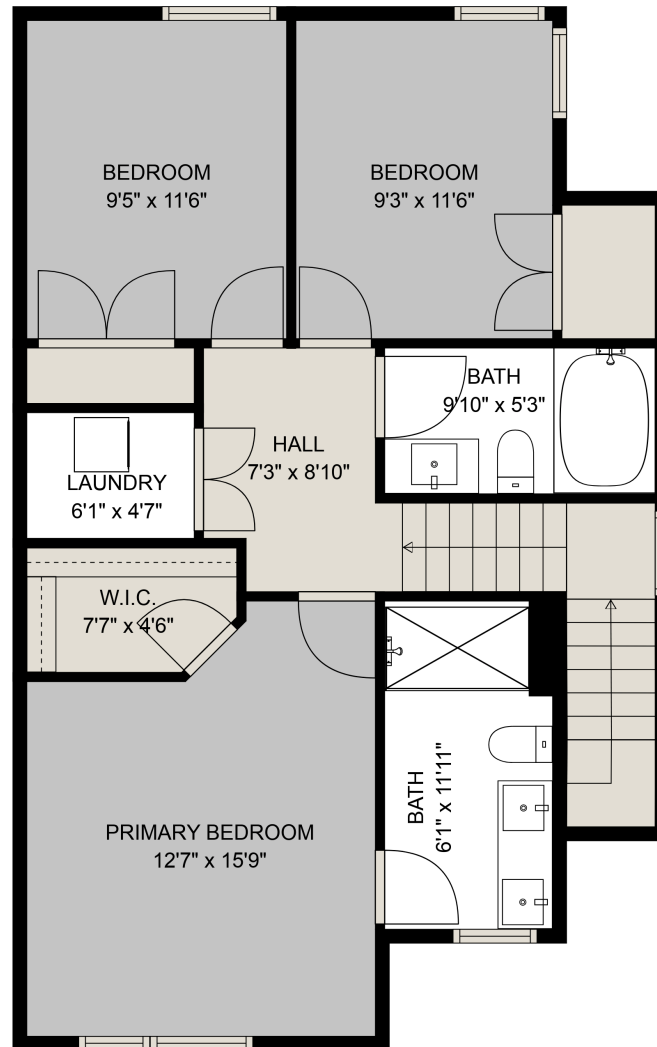 BEDROOM
9'5" x 11'6"
BEDROOM
9'3" x 11'6"
BATH
9'10" x 5'3"
HALL
7'3" x 8'10"
LAUNDRY
6'1" x 4'7"
W.I.C.
7'7" x 4'6"
PRIMARY BEDROOM
12'7" x 15'9"
BATH
6'1" x 11'11"